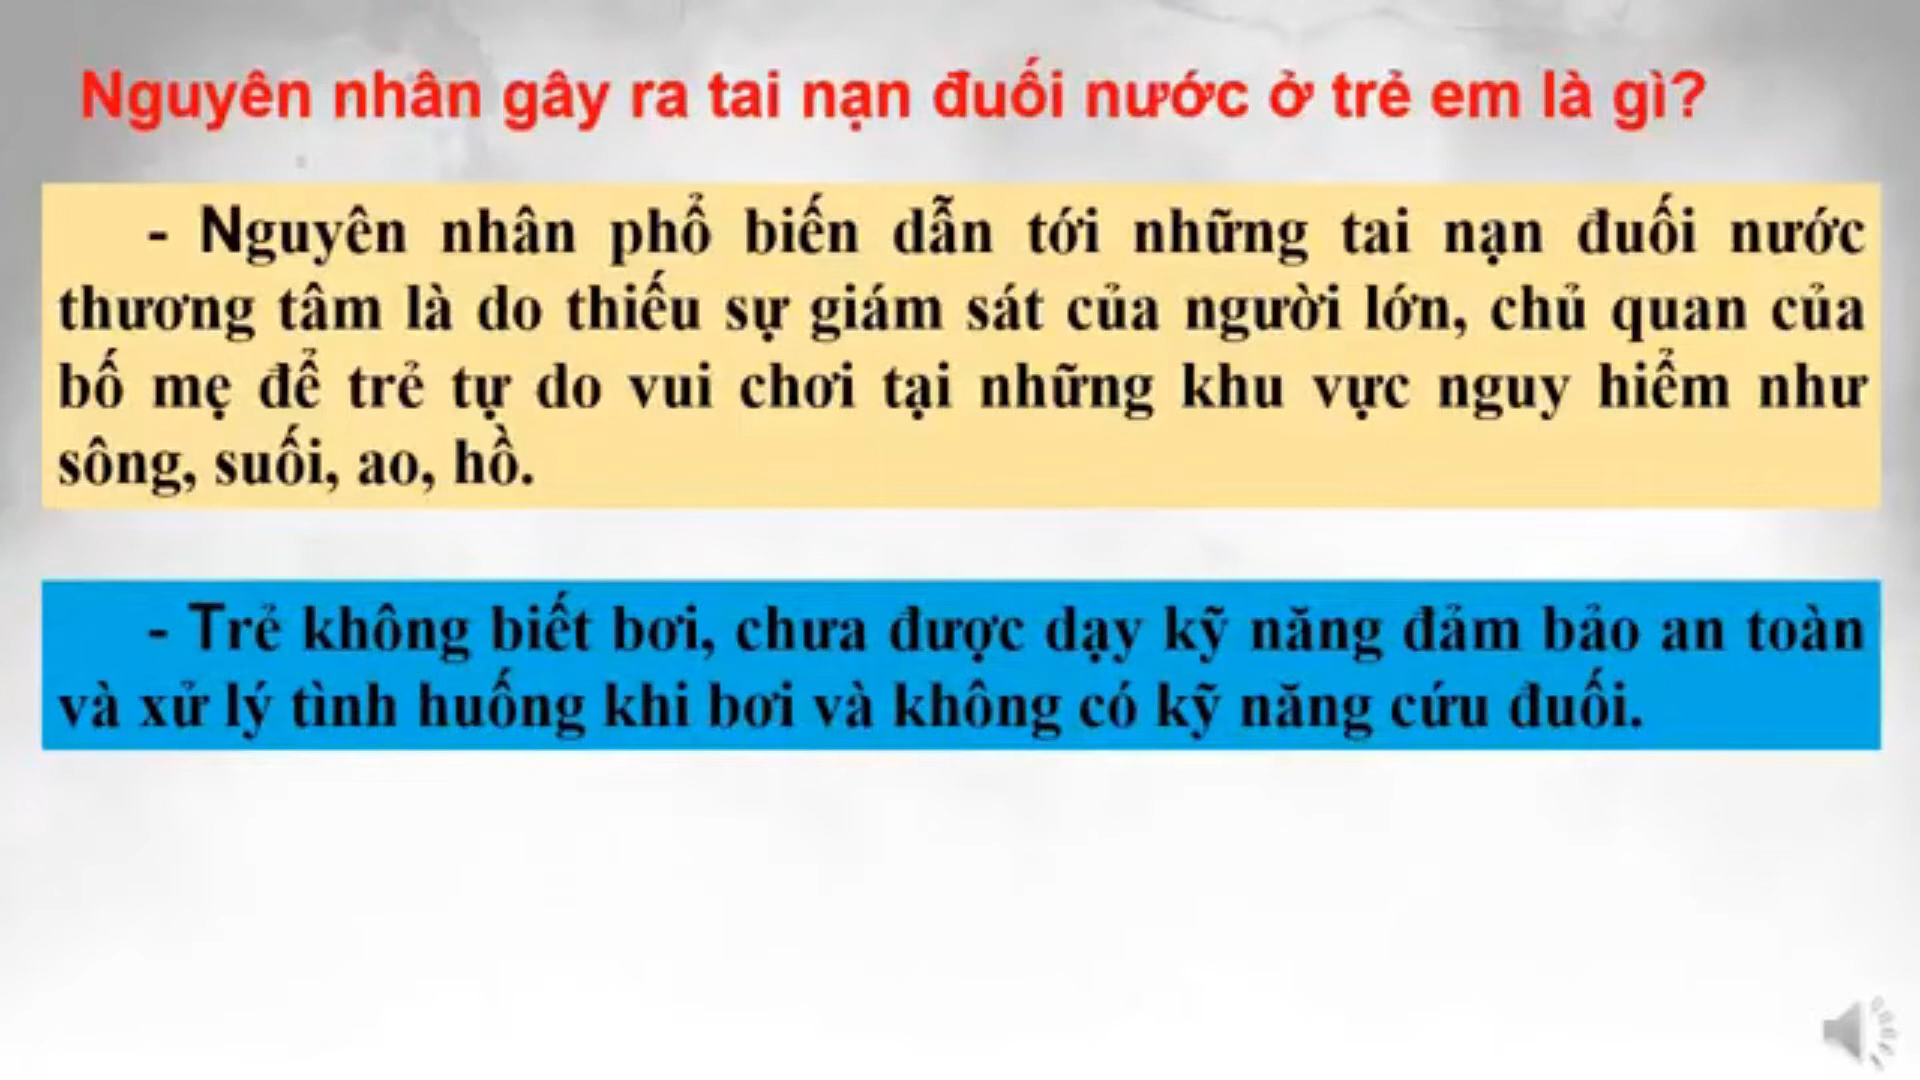 Nguyên nhân gây ra tai nạn đuối nước ở trẻ em là gì?
- Nguyên nhân phổ biến dẫn tới những tai nạn đuối nước
thương tâm là do thiếu sự giám sát của người lớn, chủ quan của
bố mẹ để trẻ tự do vui chơi tại những khu vực nguy hiểm như
sông, suối, ao, hồ.
- Trẻ không biết bơi, chưa được dạy kỹ năng đảm bảo an toàn
và xử lý tình huống khi bơi và không có kỹ năng cứu đuối.